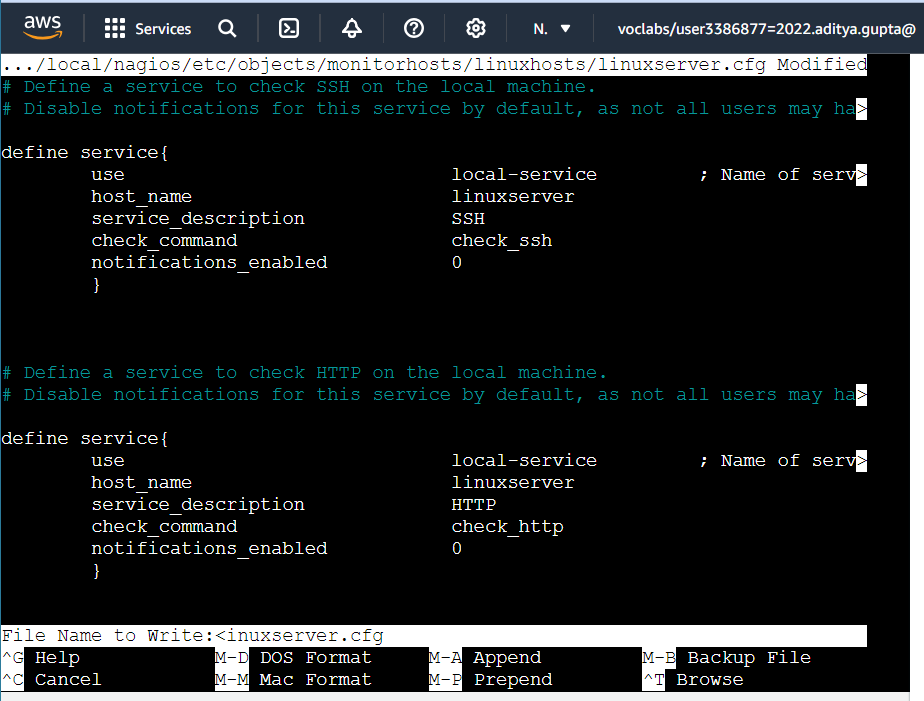 aws Services N. ▼ voclabs/user3386877=2022.aditya.gupta@
.../local/nagios/etc/objects/monitorhosts/linuxhosts/linuxserver.cfg Modified
# Define a service to check SSH on the local machine.
# Disable notifications for this service by default, as not all users may ha>
define service{
use local-service ; Name of serv>
host_name linuxserver
service_description SSH
check_command check_ssh
notifications_enabled 0
}
# Define a service to check HTTP on the local machine.
# Disable notifications for this service by default, as not all users may ha>
define service{
use local-service ; Name of serv>
host_name linuxserver
service_description HTTP
check_command check_http
notifications_enabled 0
}
File Name to Write:<inuxserver.cfg
^G Help M-D DOS Format M-A Append M-B Backup File
^C Cancel M-M Mac Format M-P Prepend ^T Browse